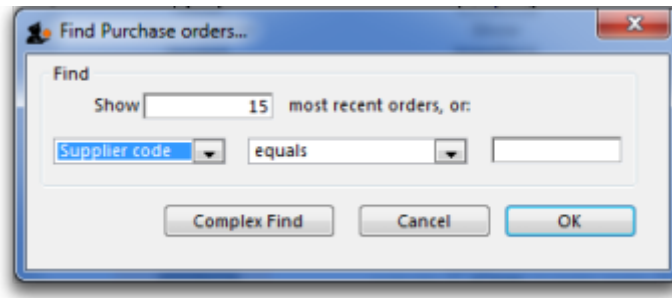 Find Purchase orders...
Find
Show 15 most recent orders, or:
Supplier code equals
Complex Find Cancel OK